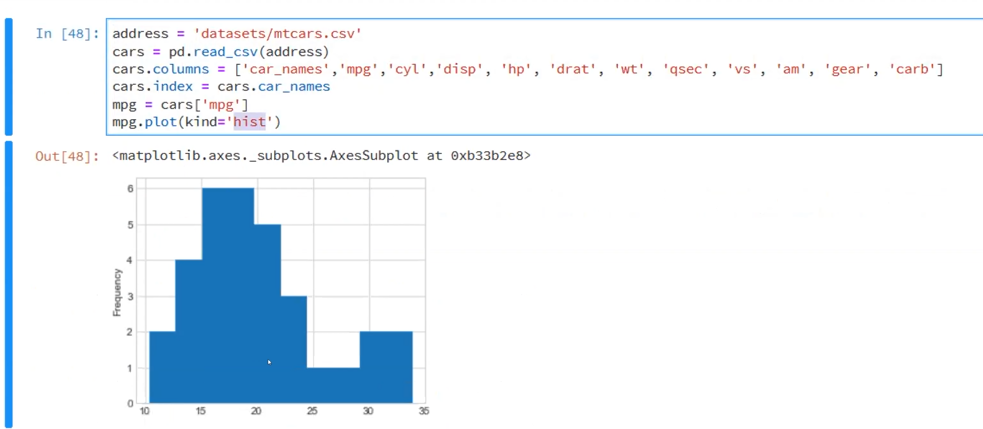 In [48]:
address = 'datasets/mtcars.csv'
cars = pd.read_csv(address)
cars.columns = ['car_names','mpg','cyl','disp', 'hp', 'drat', 'wt', 'qsec', 'vs', 'am', 'gear', 'carb']
cars.index = cars.car_names
mpg = cars['mpg']
mpg.plot(kind='hist')
Out[48]:
<matplotlib.axes._subplots.AxesSubplot at 0xb33b2e8>
6
5
4
3
2
1
0
Frequency
10 15 20 25 30 35